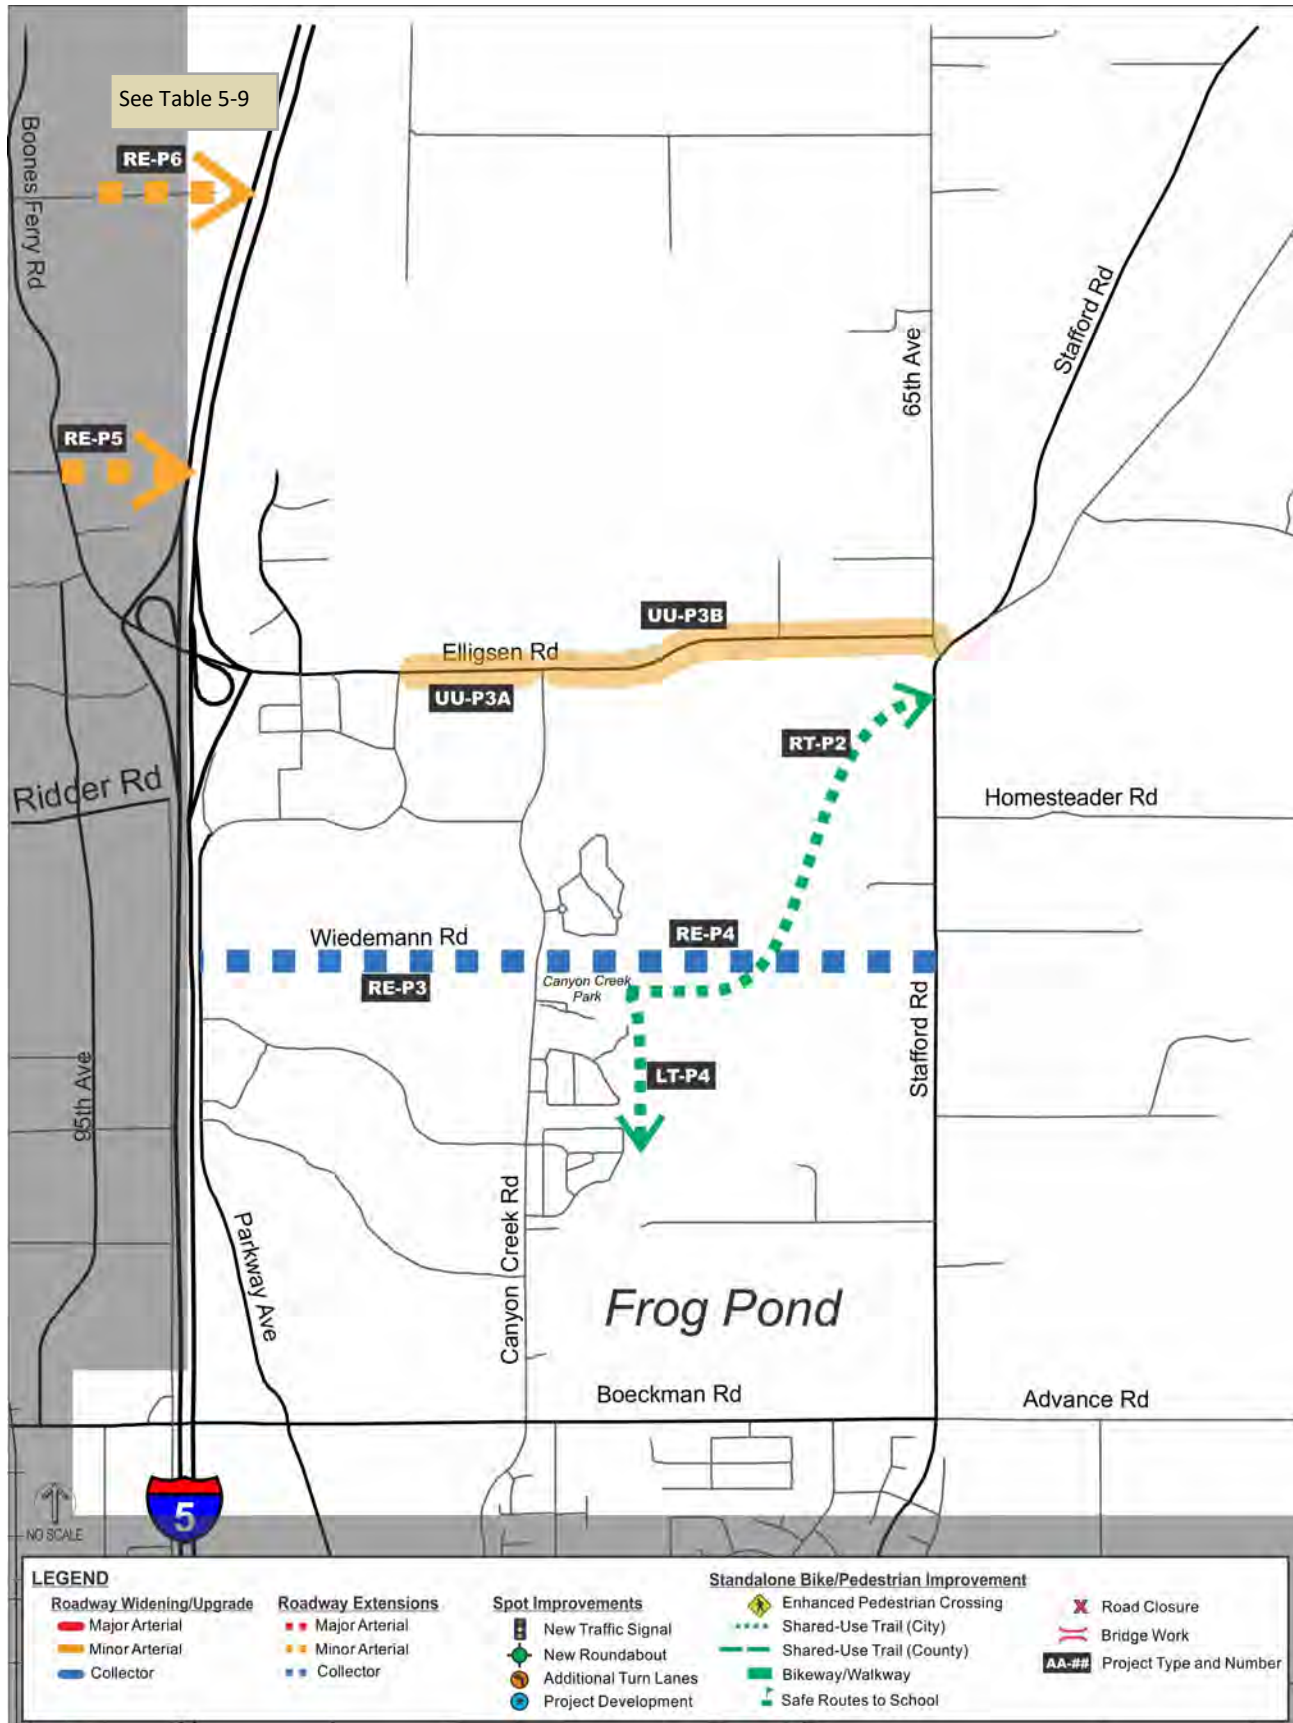 See Table 5-9
RE-P6
Boones Ferry Rd
Stafford Rd
65th Ave
RE-P5
UU-P3B
Elligsen Rd
UU-P3A
RT-P2
Ridder Rd
Homesteader Rd
Wiedemann Rd
RE-P4
RE-P3
Canyon Creek
Park
Stafford Rd
LT-P4
95th Ave
Canyon Creek Rd
Parkway Ave
Frog Pond
Boeckman Rd
Advance Rd
5
NO SCALE
LEGEND
Roadway Widening/Upgrade
Major Arterial
Minor Arterial
Collector
Roadway Extensions
Major Arterial
Minor Arterial
Collector
Spot Improvements
New Traffic Signal
New Roundabout
Additional Turn Lanes
Project Development
Standalone Bike/Pedestrian Improvement
Enhanced Pedestrian Crossing
Shared-Use Trail (City)
Shared-Use Trail (County)
Bikeway/Walkway
Safe Routes to School
Road Closure
Bridge Work
AA-## Project Type and Number